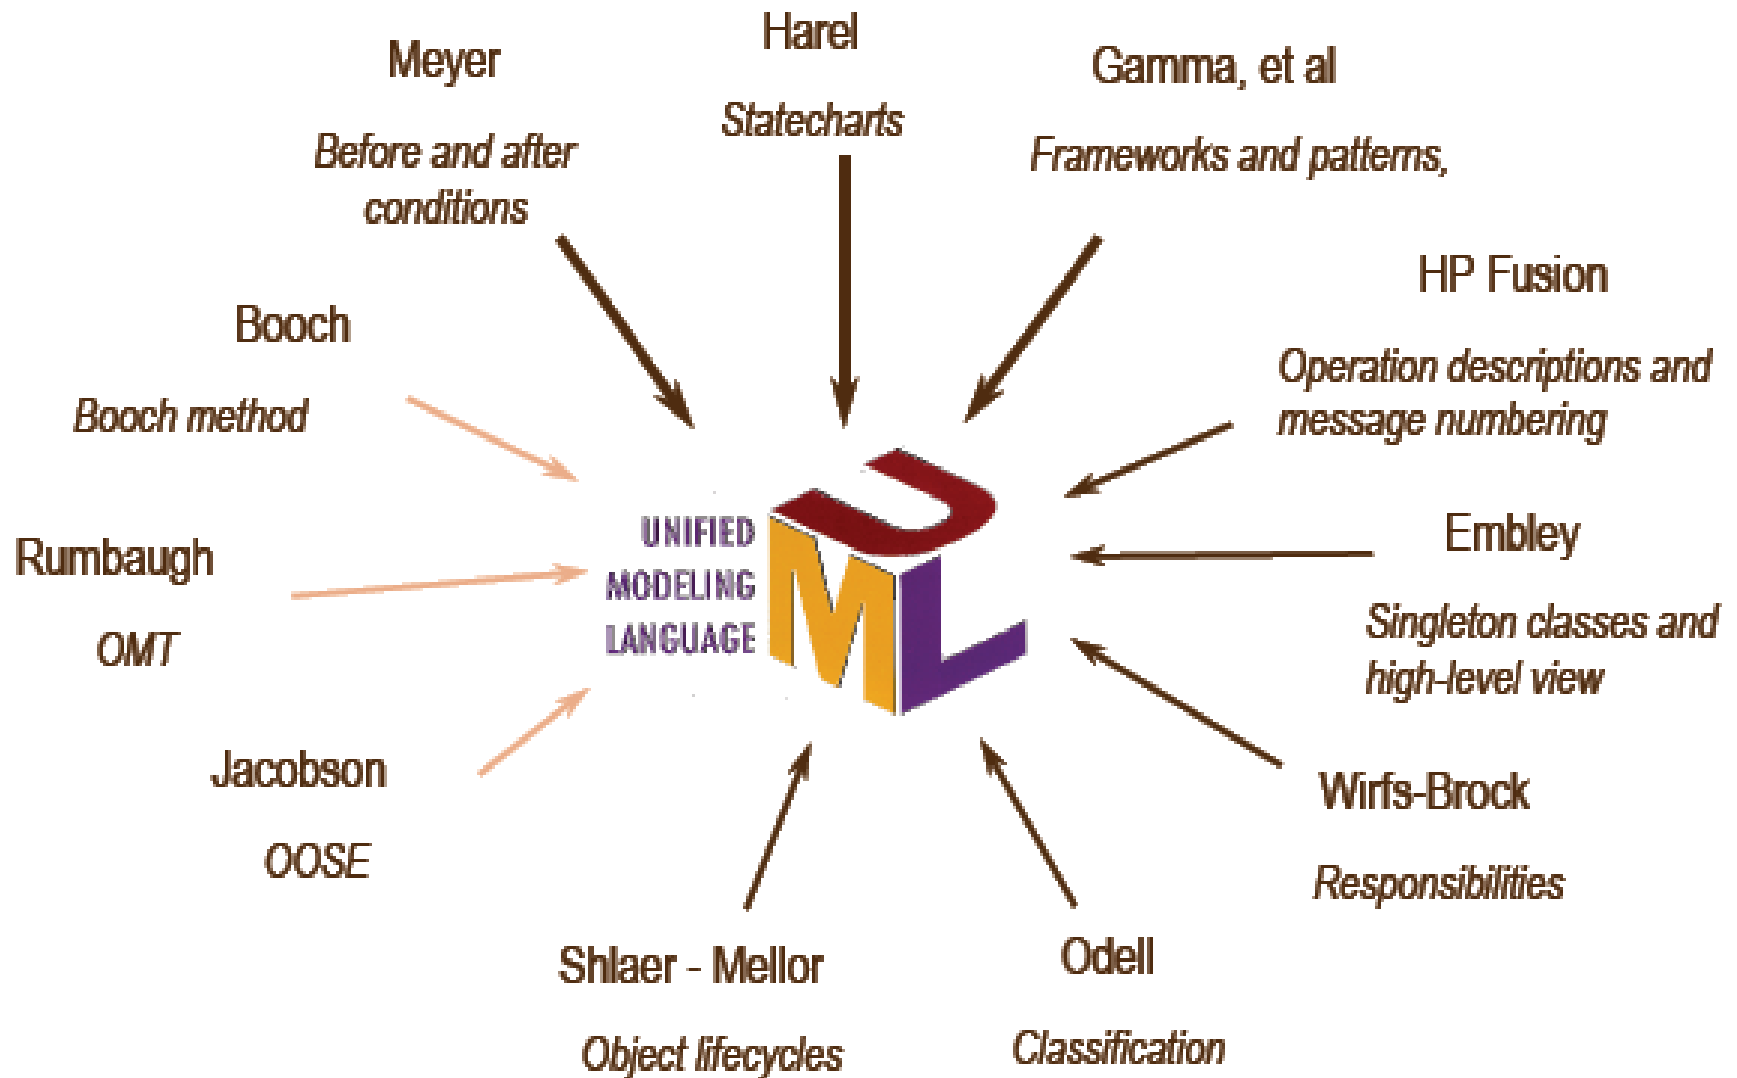 Harel
Statecharts
Meyer
Before and after
conditions
Gamma, et al
Frameworks and patterns,
HP Fusion
Operation descriptions and
message numbering
Booch
Booch method
Embley
Singleton classes and
high-level view
Rumbaugh
OMT
UNIFIED
MODELING
LANGUAGE
UML
Jacobson
OOSE
Wirfs-Brock
Responsibilities
Shlaer - Mellor
Object lifecycles
Odell
Classification